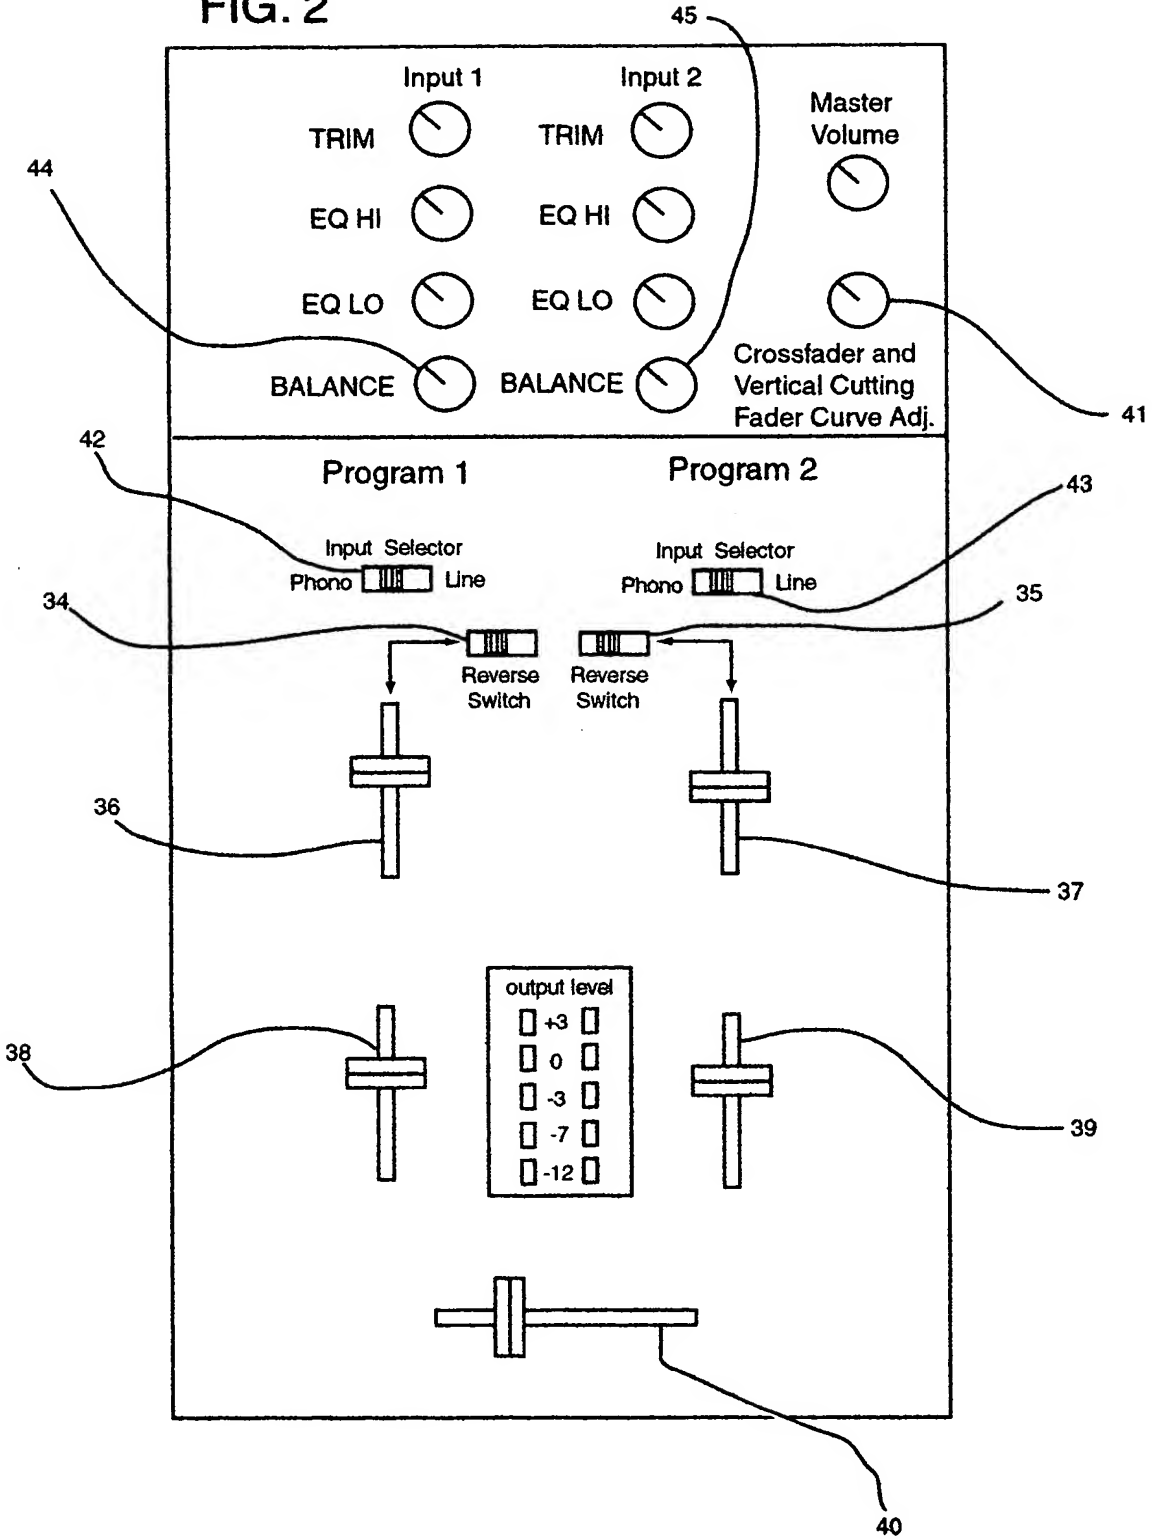 FIG. 2
45
Input 1
Input 2
Master
Volume
TRIM
TRIM
44
EQ HI
EQ HI
EQ LO
EQ LO
Crossfader and
Vertical Cutting
Fader Curve Adj.
BALANCE
BALANCE
41
42
Program 1
Program 2
43
Input Selector
Phono
Line
Input Selector
Phono
Line
34
35
Reverse
Switch
Reverse
Switch
36
37
output level
+3
0
-3
-7
-12
38
39
40